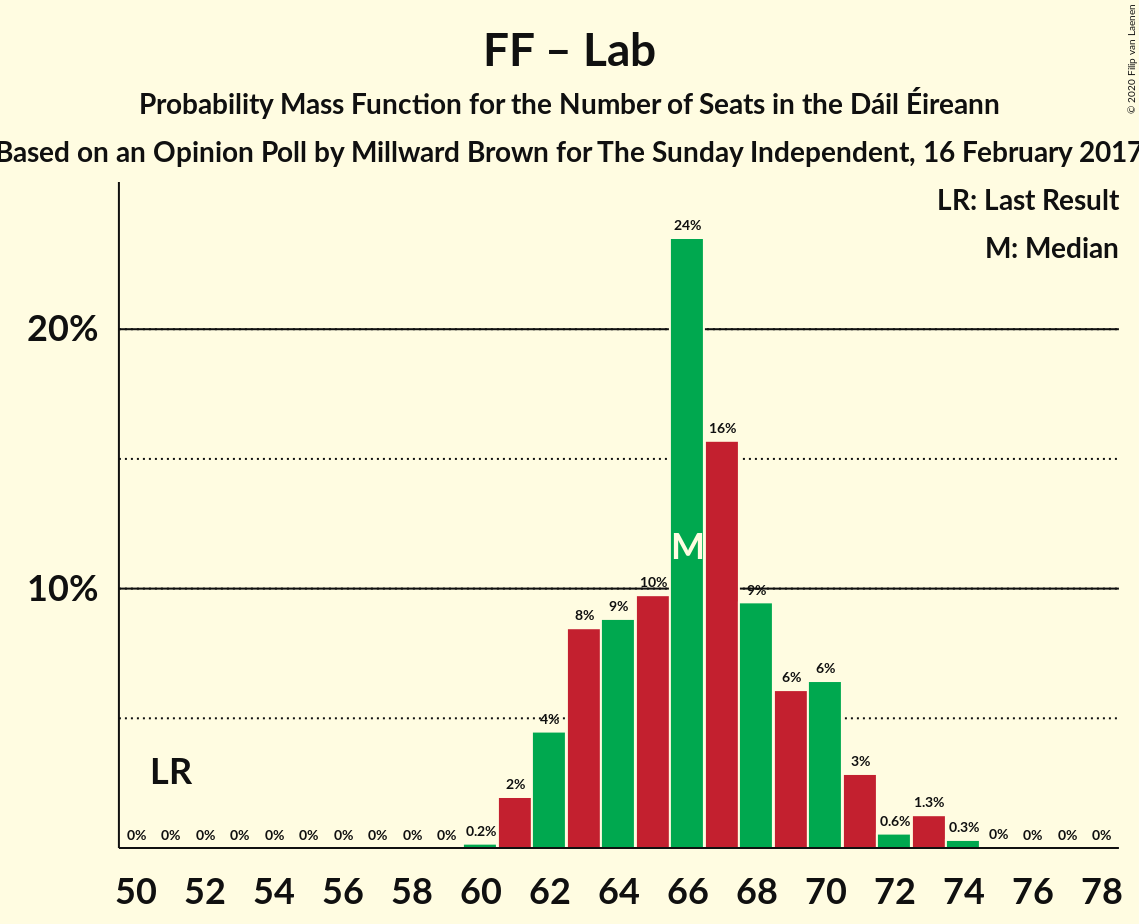 FF – Lab
Probability Mass Function for the Number of Seats in the Dáil Éireann
Based on an Opinion Poll by Millward Brown for The Sunday Independent, 16 February 2017
© 2020 Filip van Laenen
LR: Last Result
M: Median
24%
20%
16%
M
10%
10%
9%
9%
8%
6%
6%
4%
LR
3%
2%
1.3%
0% 0% 0% 0% 0% 0% 0% 0% 0% 0% 0.2% 0.6% 0.3% 0% 0% 0% 0%
50 52 54 56 58 60 62 64 66 68 70 72 74 76 78